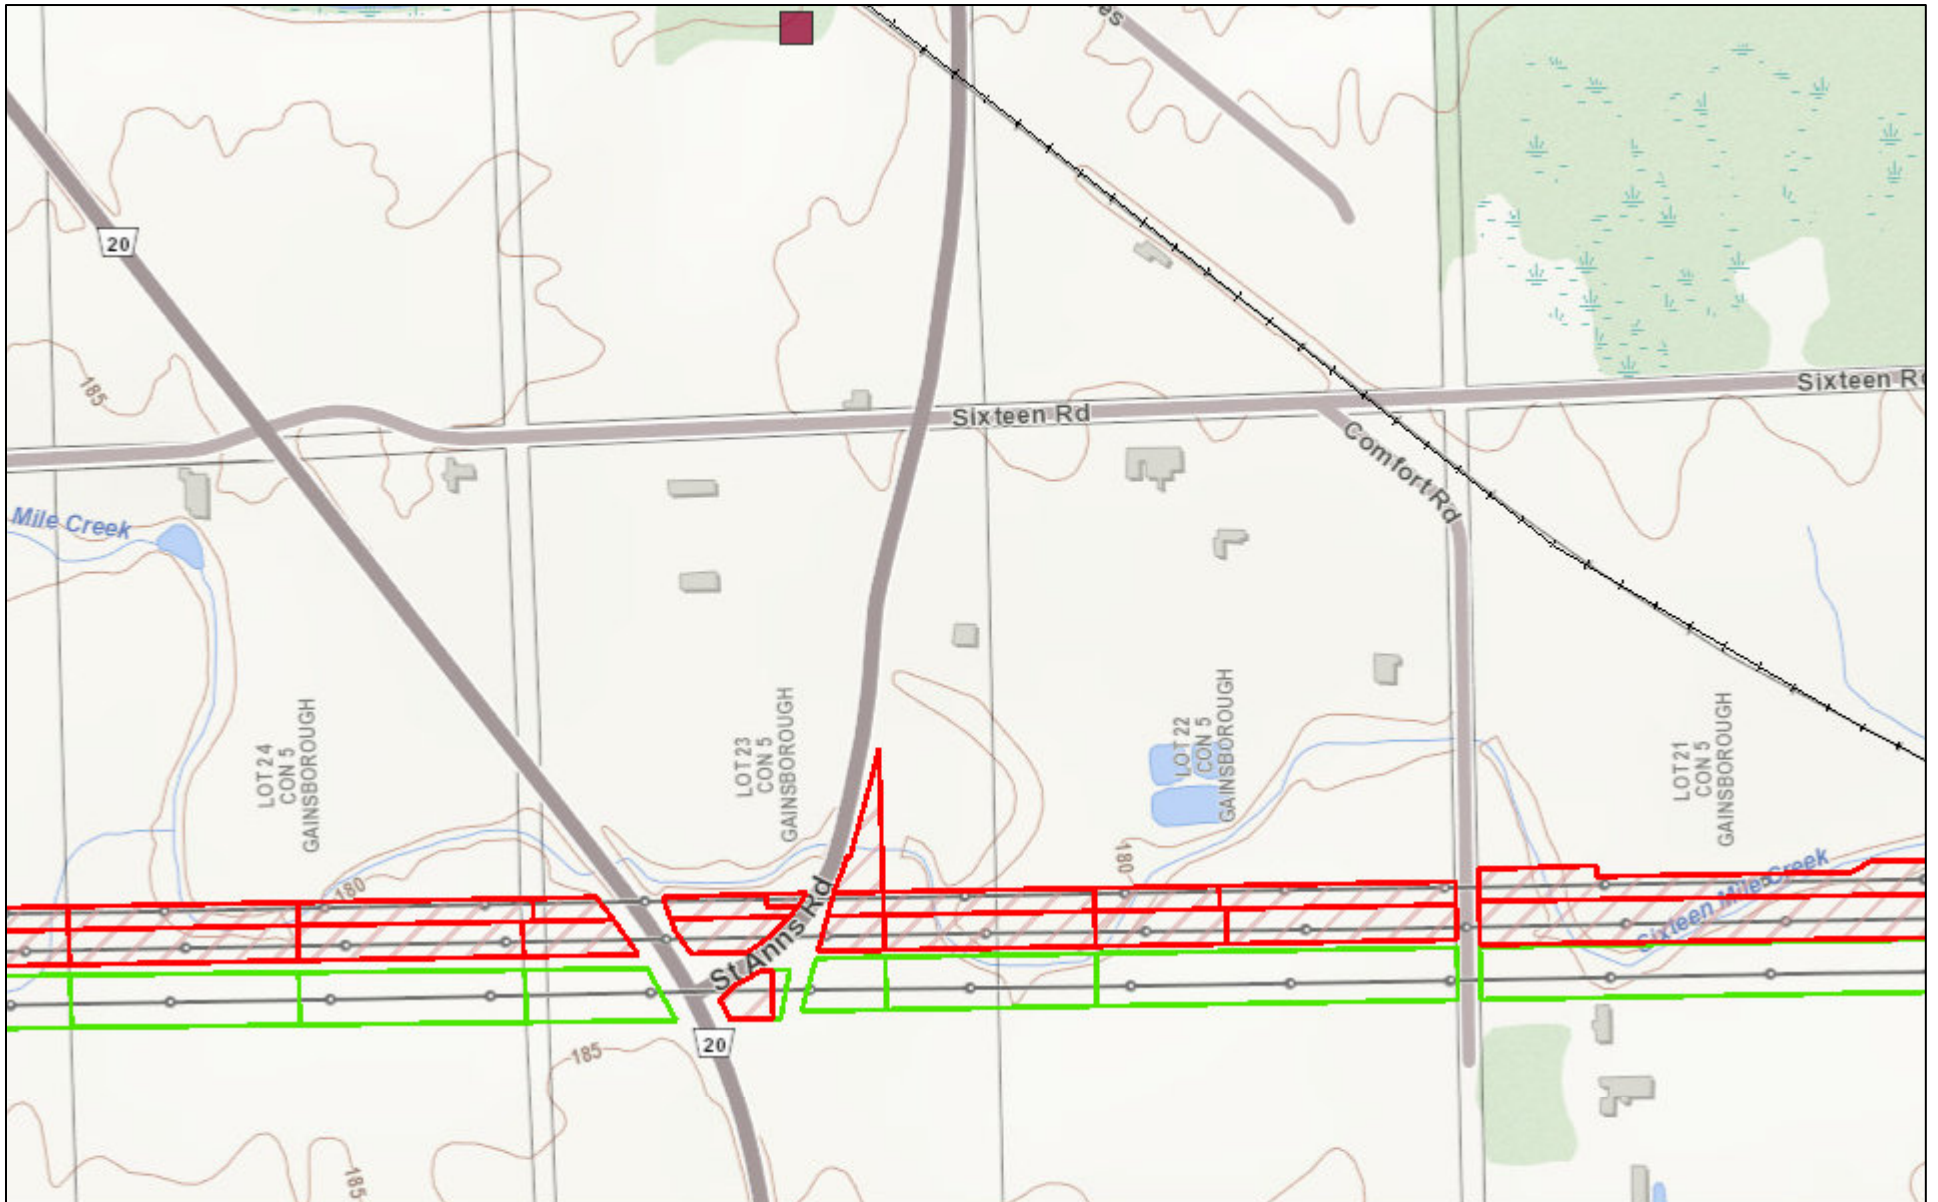 es
20
Sixteen Rd
185
Sixteen Rd
Comfort Rd
Mile Creek
LOT 24
CON 5
GAINSBOROUGH
LOT 23
CON 5
GAINSBOROUGH
LOT 22
CON 5
GAINSBOROUGH
LOT 21
CON 5
GAINSBOROUGH
180
180
Sixteen Mile Creek
St Anns Rd
20
185
185